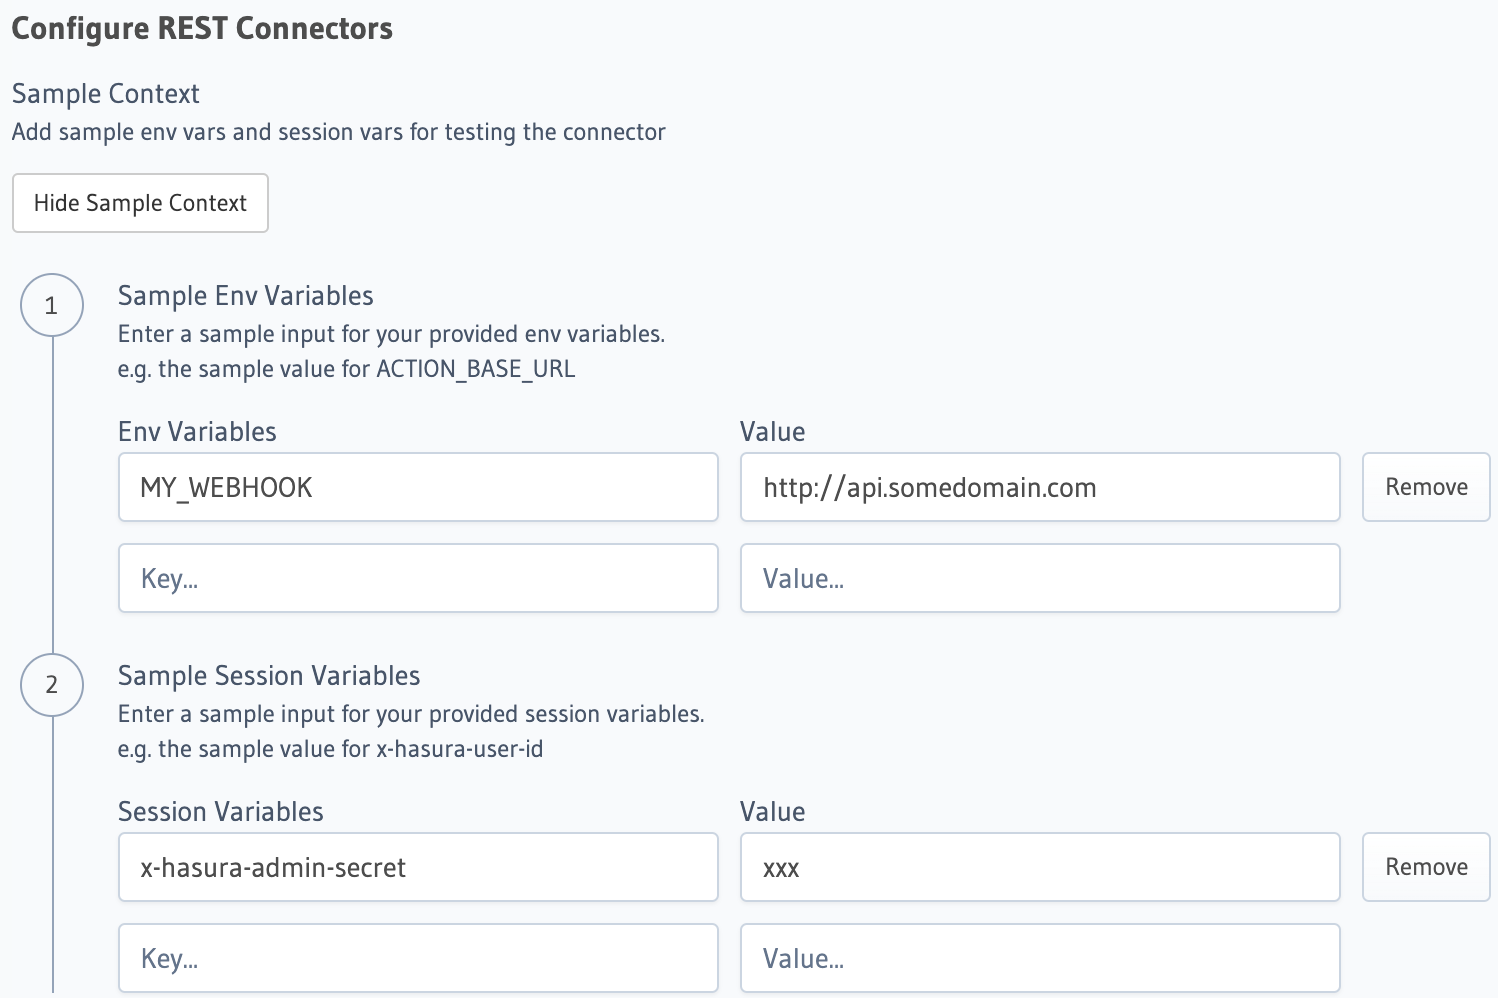 Configure REST Connectors
Sample Context
Add sample env vars and session vars for testing the connector
Hide Sample Context
1
Sample Env Variables
Enter a sample input for your provided env variables.
e.g. the sample value for ACTION_BASE_URL
Env Variables
Value
MY_WEBHOOK
http://api.somedomain.com
Remove
Key...
Value...
2
Sample Session Variables
Enter a sample input for your provided session variables.
e.g. the sample value for x-hasura-user-id
Session Variables
Value
x-hasura-admin-secret
xxx
Remove
Key...
Value...